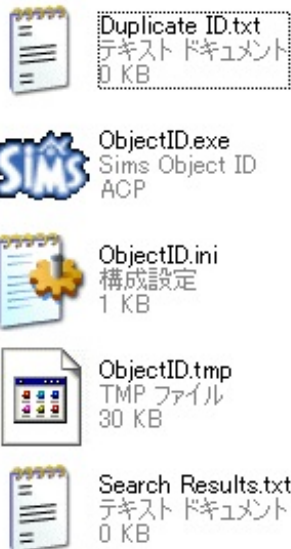 Duplicate ID.txt
テキスト ドキュメント
0 KB
SIMS
ObjectID.exe
Sims Object ID
ACP
ObjectID.ini
構成設定
1 KB
ObjectID.tmp
TMP ファイル
30 KB
Search Results.txt
テキスト ドキュメント
0 KB